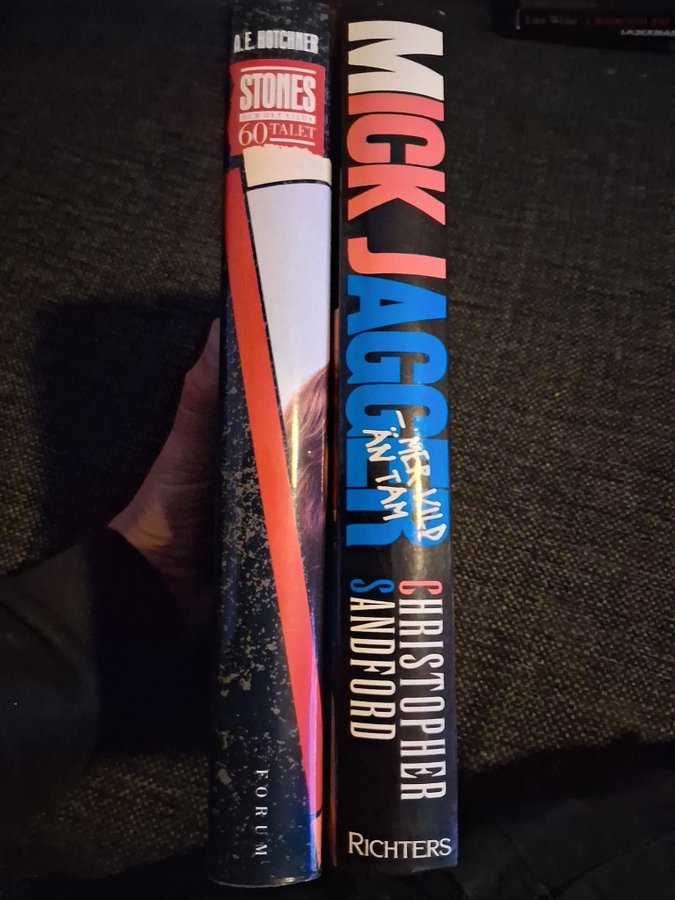 A.E. HOTCHNER
STONES
OCH DET VILDA
60 TALET
FORUM
MICK JAGGER
– MER VILD
ÄN TAM
CHRISTOPHER
SANDFORD
RICHTERS